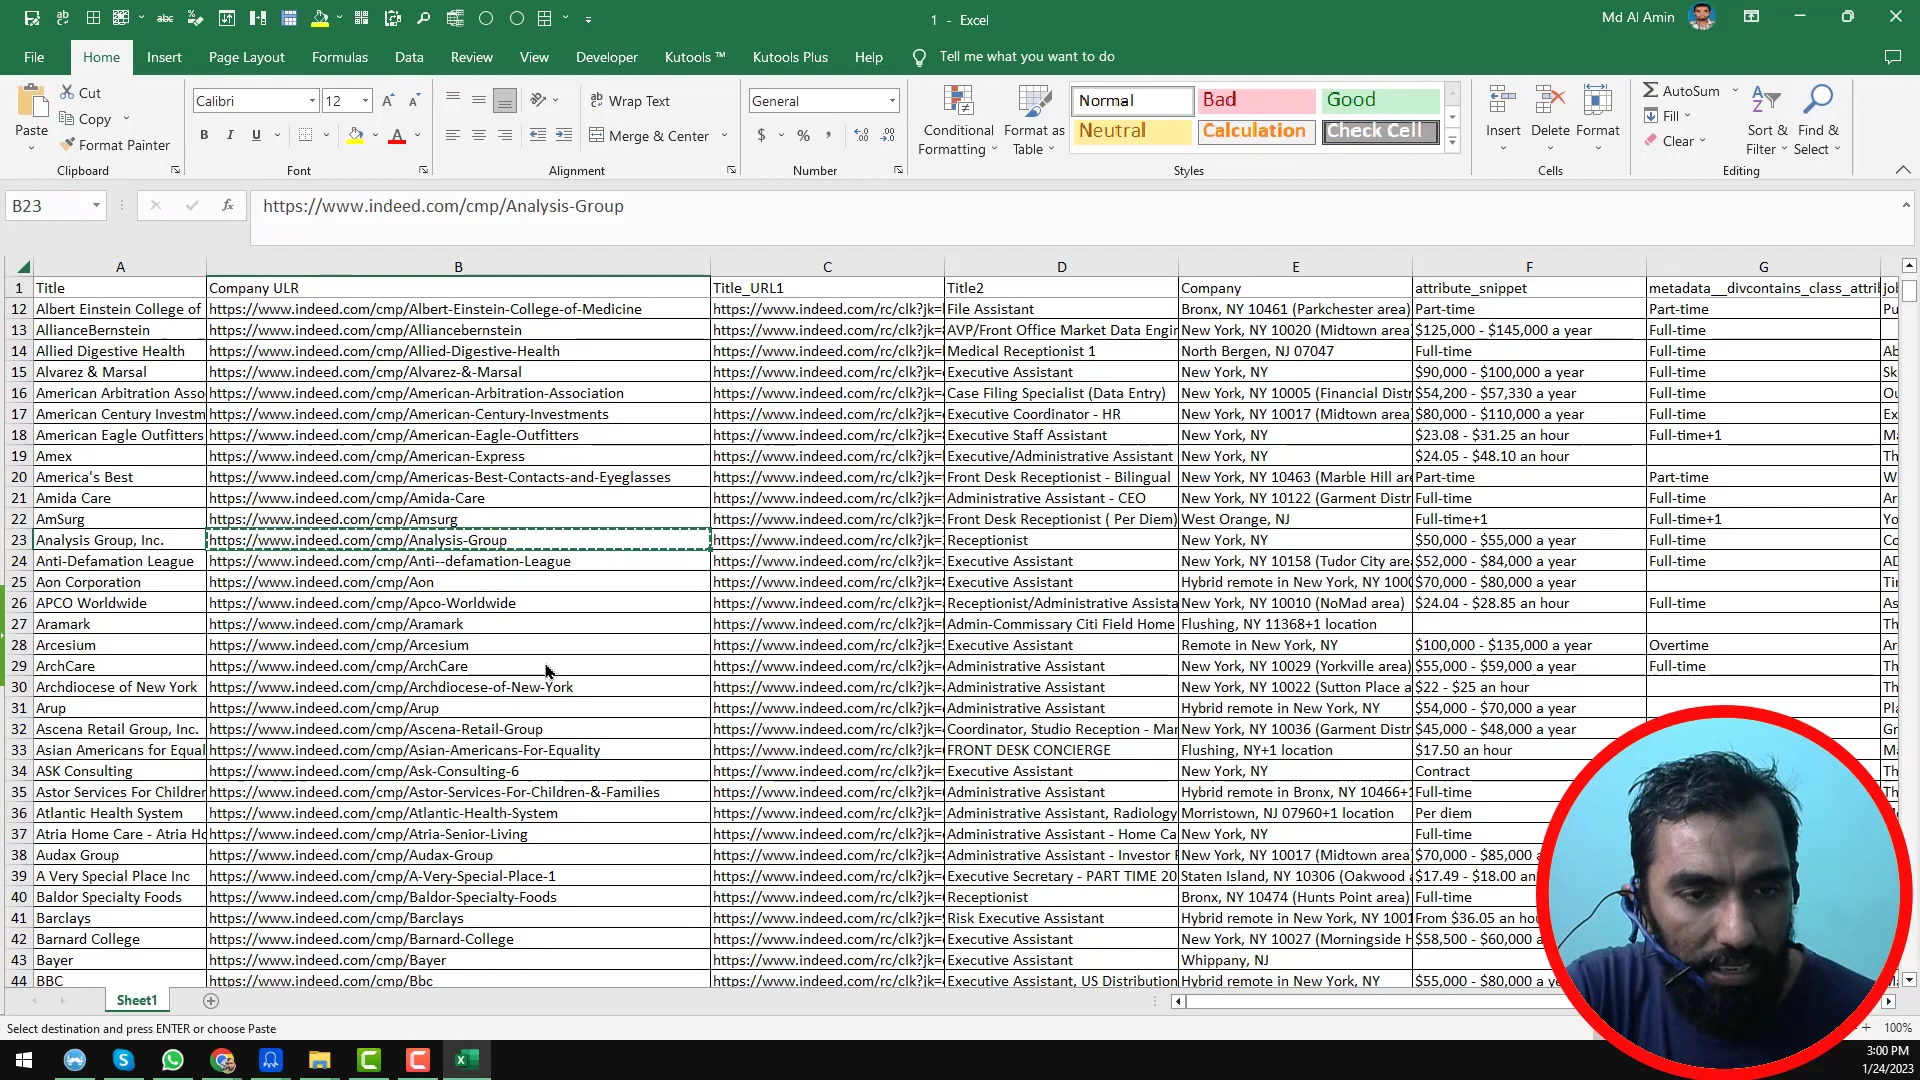 1 - Excel
Md Al Amin
File Home Insert Page Layout Formulas Data Review View Developer Kutools ™ Kutools Plus Help Tell me what you want to do
Paste
Cut
Copy
Format Painter
Clipboard
Calibri 12
B I U
Font
Wrap Text
Merge & Center
Alignment
General
$ % ,
Number
Conditional Formatting
Format as Table
Normal Bad Good
Neutral Calculation Check Cell
Styles
Insert Delete Format
Cells
AutoSum
Fill
Clear
Sort & Filter
Find & Select
Editing
B23 fx https://www.indeed.com/cmp/Analysis-Group
A B C D E F G
1 Title Company ULR Title_URL1 Title2 Company attribute_snippet metadata__divcontains_class_attril job
12 Albert Einstein College of https://www.indeed.com/cmp/Albert-Einstein-College-of-Medicine https://www.indeed.com/rc/clk?jk= File Assistant Bronx, NY 10461 (Parkchester area) Part-time Part-time Pu
13 AllianceBernstein https://www.indeed.com/cmp/Alliancebernstein https://www.indeed.com/rc/clk?jk= AVP/Front Office Market Data Engir New York, NY 10020 (Midtown area) $125,000 - $145,000 a year Full-time
14 Allied Digestive Health https://www.indeed.com/cmp/Allied-Digestive-Health https://www.indeed.com/rc/clk?jk= Medical Receptionist 1 North Bergen, NJ 07047 Full-time Full-time Ab
15 Alvarez & Marsal https://www.indeed.com/cmp/Alvarez-&-Marsal https://www.indeed.com/rc/clk?jk= Executive Assistant New York, NY $90,000 - $100,000 a year Full-time Sk
16 American Arbitration Asso https://www.indeed.com/cmp/American-Arbitration-Association https://www.indeed.com/rc/clk?jk= Case Filing Specialist (Data Entry) New York, NY 10005 (Financial Distr $54,200 - $57,330 a year Full-time Ou
17 American Century Investm https://www.indeed.com/cmp/American-Century-Investments https://www.indeed.com/rc/clk?jk= Executive Coordinator - HR New York, NY 10017 (Midtown area) $80,000 - $110,000 a year Full-time Ex
18 American Eagle Outfitters https://www.indeed.com/cmp/American-Eagle-Outfitters https://www.indeed.com/rc/clk?jk= Executive Staff Assistant New York, NY $23.08 - $31.25 an hour Full-time+1 Ma
19 Amex https://www.indeed.com/cmp/American-Express https://www.indeed.com/rc/clk?jk= Executive/Administrative Assistant New York, NY $24.05 - $48.10 an hour Th
20 America's Best https://www.indeed.com/cmp/Americas-Best-Contacts-and-Eyeglasses https://www.indeed.com/rc/clk?jk= Front Desk Receptionist - Bilingual New York, NY 10463 (Marble Hill are Part-time Part-time W
21 Amida Care https://www.indeed.com/cmp/Amida-Care https://www.indeed.com/rc/clk?jk= Administrative Assistant - CEO New York, NY 10122 (Garment Distr Full-time Full-time Ar
22 AmSurg https://www.indeed.com/cmp/Amsurg https://www.indeed.com/rc/clk?jk= Front Desk Receptionist ( Per Diem) West Orange, NJ Full-time+1 Full-time+1 Yo
23 Analysis Group, Inc. https://www.indeed.com/cmp/Analysis-Group https://www.indeed.com/rc/clk?jk= Receptionist New York, NY $50,000 - $55,000 a year Full-time Co
24 Anti-Defamation League https://www.indeed.com/cmp/Anti--defamation-League https://www.indeed.com/rc/clk?jk= Executive Assistant New York, NY 10158 (Tudor City area $52,000 - $84,000 a year Full-time AD
25 Aon Corporation https://www.indeed.com/cmp/Aon https://www.indeed.com/rc/clk?jk= Executive Assistant Hybrid remote in New York, NY 1000 $70,000 - $80,000 a year Tir
26 APCO Worldwide https://www.indeed.com/cmp/Apco-Worldwide https://www.indeed.com/rc/clk?jk= Receptionist/Administrative Assista New York, NY 10010 (NoMad area) $24.04 - $28.85 an hour Full-time As
27 Aramark https://www.indeed.com/cmp/Aramark https://www.indeed.com/rc/clk?jk= Admin-Commissary Citi Field Home Flushing, NY 11368+1 location Th
28 Arcesium https://www.indeed.com/cmp/Arcesium https://www.indeed.com/rc/clk?jk= Executive Assistant Remote in New York, NY $100,000 - $135,000 a year Overtime Ar
29 ArchCare https://www.indeed.com/cmp/ArchCare https://www.indeed.com/rc/clk?jk= Administrative Assistant New York, NY 10029 (Yorkville area) $55,000 - $59,000 a year Full-time Th
30 Archdiocese of New York https://www.indeed.com/cmp/Archdiocese-of-New-York https://www.indeed.com/rc/clk?jk= Administrative Assistant New York, NY 10022 (Sutton Place a $22 - $25 an hour Th
31 Arup https://www.indeed.com/cmp/Arup https://www.indeed.com/rc/clk?jk= Administrative Assistant Hybrid remote in New York, NY $54,000 - $70,000 a year Pla
32 Ascena Retail Group, Inc. https://www.indeed.com/cmp/Ascena-Retail-Group https://www.indeed.com/rc/clk?jk= Coordinator, Studio Reception - Mar New York, NY 10036 (Garment Distr $45,000 - $48,000 a year Gr
33 Asian Americans for Equal https://www.indeed.com/cmp/Asian-Americans-For-Equality https://www.indeed.com/rc/clk?jk= FRONT DESK CONCIERGE Flushing, NY+1 location $17.50 an hour Ma
34 ASK Consulting https://www.indeed.com/cmp/Ask-Consulting-6 https://www.indeed.com/rc/clk?jk= Executive Assistant New York, NY Contract Th
35 Astor Services For Childrer https://www.indeed.com/cmp/Astor-Services-For-Children-&-Families https://www.indeed.com/rc/clk?jk= Administrative Assistant Hybrid remote in Bronx, NY 10466+1 Full-time Th
36 Atlantic Health System https://www.indeed.com/cmp/Atlantic-Health-System https://www.indeed.com/rc/clk?jk= Administrative Assistant, Radiology Morristown, NJ 07960+1 location Per diem
37 Atria Home Care - Atria Ho https://www.indeed.com/cmp/Atria-Senior-Living https://www.indeed.com/rc/clk?jk= Administrative Assistant - Home Ca New York, NY Full-time
38 Audax Group https://www.indeed.com/cmp/Audax-Group https://www.indeed.com/rc/clk?jk= Administrative Assistant - Investor F New York, NY 10017 (Midtown area $70,000 - $85,000 a
39 A Very Special Place Inc https://www.indeed.com/cmp/A-Very-Special-Place-1 https://www.indeed.com/rc/clk?jk= Executive Secretary - PART TIME 20 Staten Island, NY 10306 (Oakwood a $17.49 - $18.00 an
40 Baldor Specialty Foods https://www.indeed.com/cmp/Baldor-Specialty-Foods https://www.indeed.com/rc/clk?jk= Receptionist Bronx, NY 10474 (Hunts Point area) Full-time
41 Barclays https://www.indeed.com/cmp/Barclays https://www.indeed.com/rc/clk?jk= Risk Executive Assistant Hybrid remote in New York, NY 1001 From $36.05 an hou
42 Barnard College https://www.indeed.com/cmp/Barnard-College https://www.indeed.com/rc/clk?jk= Executive Assistant New York, NY 10027 (Morningside H $58,500 - $60,000 a
43 Bayer https://www.indeed.com/cmp/Bayer https://www.indeed.com/rc/clk?jk= Executive Assistant Whippany, NJ
44 BBC https://www.indeed.com/cmp/Bbc https://www.indeed.com/rc/clk?jk= Executive Assistant, US Distribution Hybrid remote in New York, NY $55,000 - $80,000 a
Sheet1
Select destination and press ENTER or choose Paste
100%
3:00 PM
1/24/2023